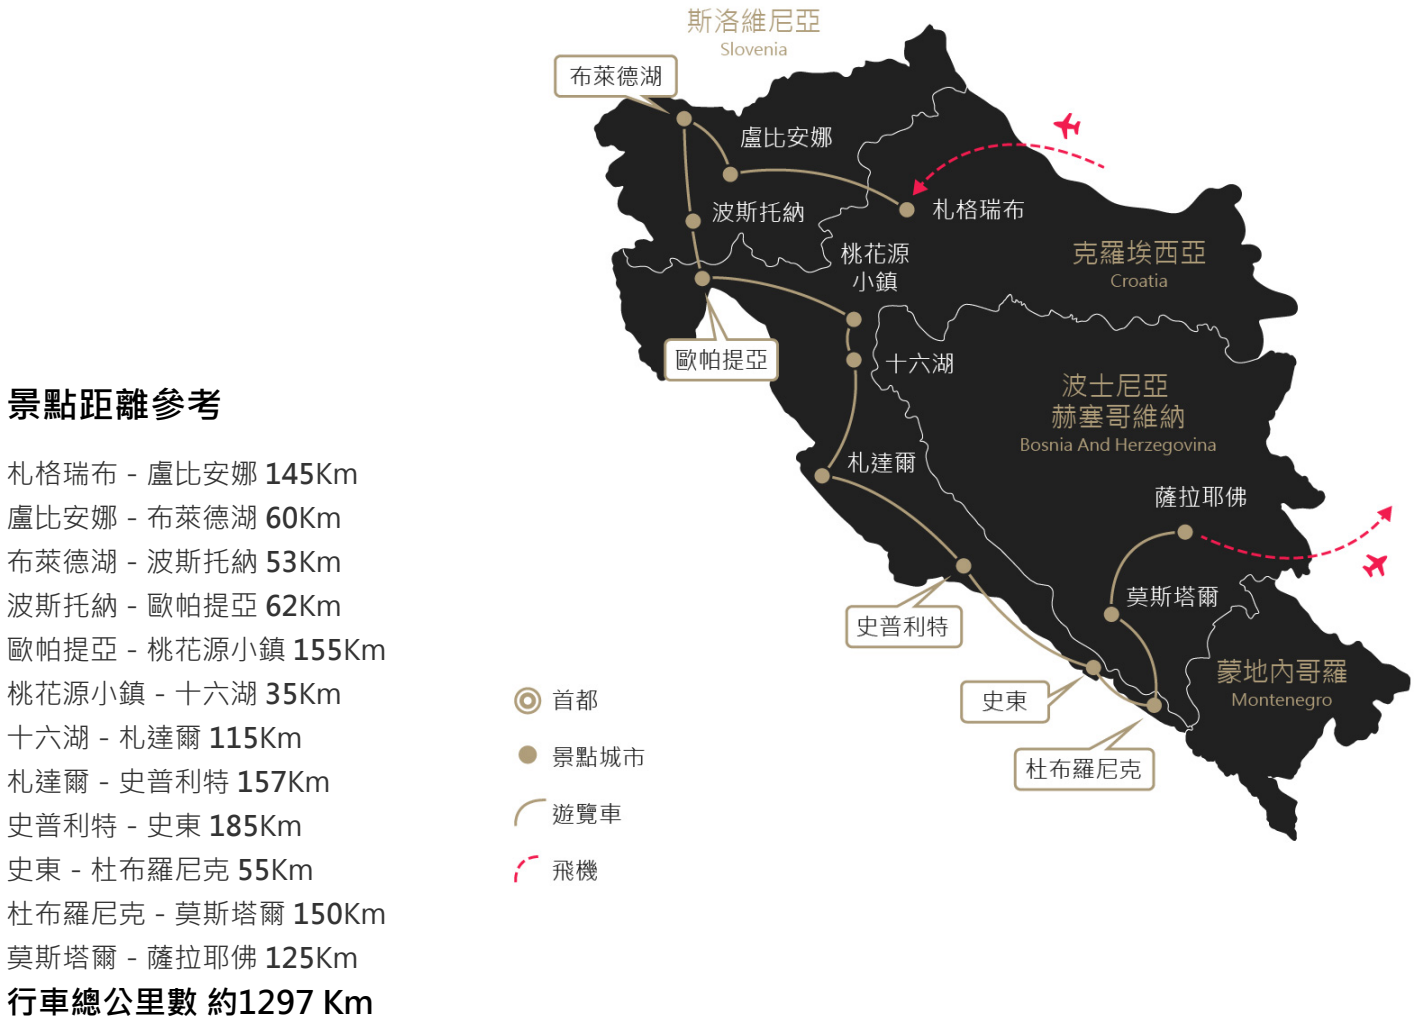 斯洛維尼亞
Slovenia
布萊德湖
盧比安娜
波斯托納
札格瑞布
桃花源
小鎮
克羅埃西亞
Croatia
歐帕提亞
十六湖
波士尼亞
赫塞哥維納
Bosnia And Herzegovina
札達爾
薩拉耶佛
莫斯塔爾
史普利特
蒙地內哥羅
Montenegro
史東
杜布羅尼克
景點距離參考
札格瑞布 - 盧比安娜 145Km
盧比安娜 - 布萊德湖 60Km
布萊德湖 - 波斯托納 53Km
波斯托納 - 歐帕提亞 62Km
歐帕提亞 - 桃花源小鎮 155Km
桃花源小鎮 - 十六湖 35Km
十六湖 - 札達爾 115Km
札達爾 - 史普利特 157Km
史普利特 - 史東 185Km
史東 - 杜布羅尼克 55Km
杜布羅尼克 - 莫斯塔爾 150Km
莫斯塔爾 - 薩拉耶佛 125Km
行車總公里數 約1297 Km
首都
景點城市
遊覽車
飛機